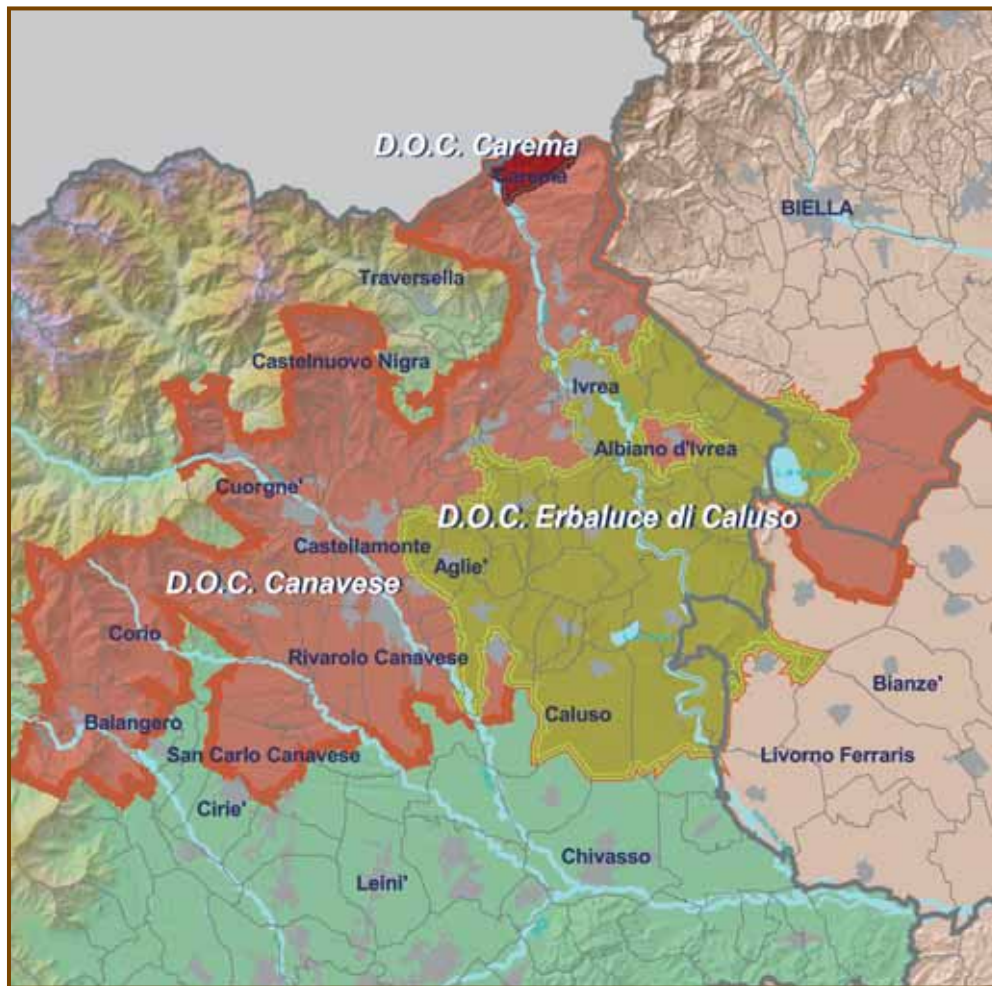 D.O.C. Carema
Carema
BIELLA
Traversella
Castelnuovo Nigra
Ivrea
Albiano d'Ivrea
Cuorgne'
D.O.C. Erbaluce di Caluso
Castellamonte
Aglie'
D.O.C. Canavese
Corio
Rivarolo Canavese
Bianze'
Caluso
Balangero
San Carlo Canavese
Livorno Ferraris
Cirie'
Chivasso
Leini'